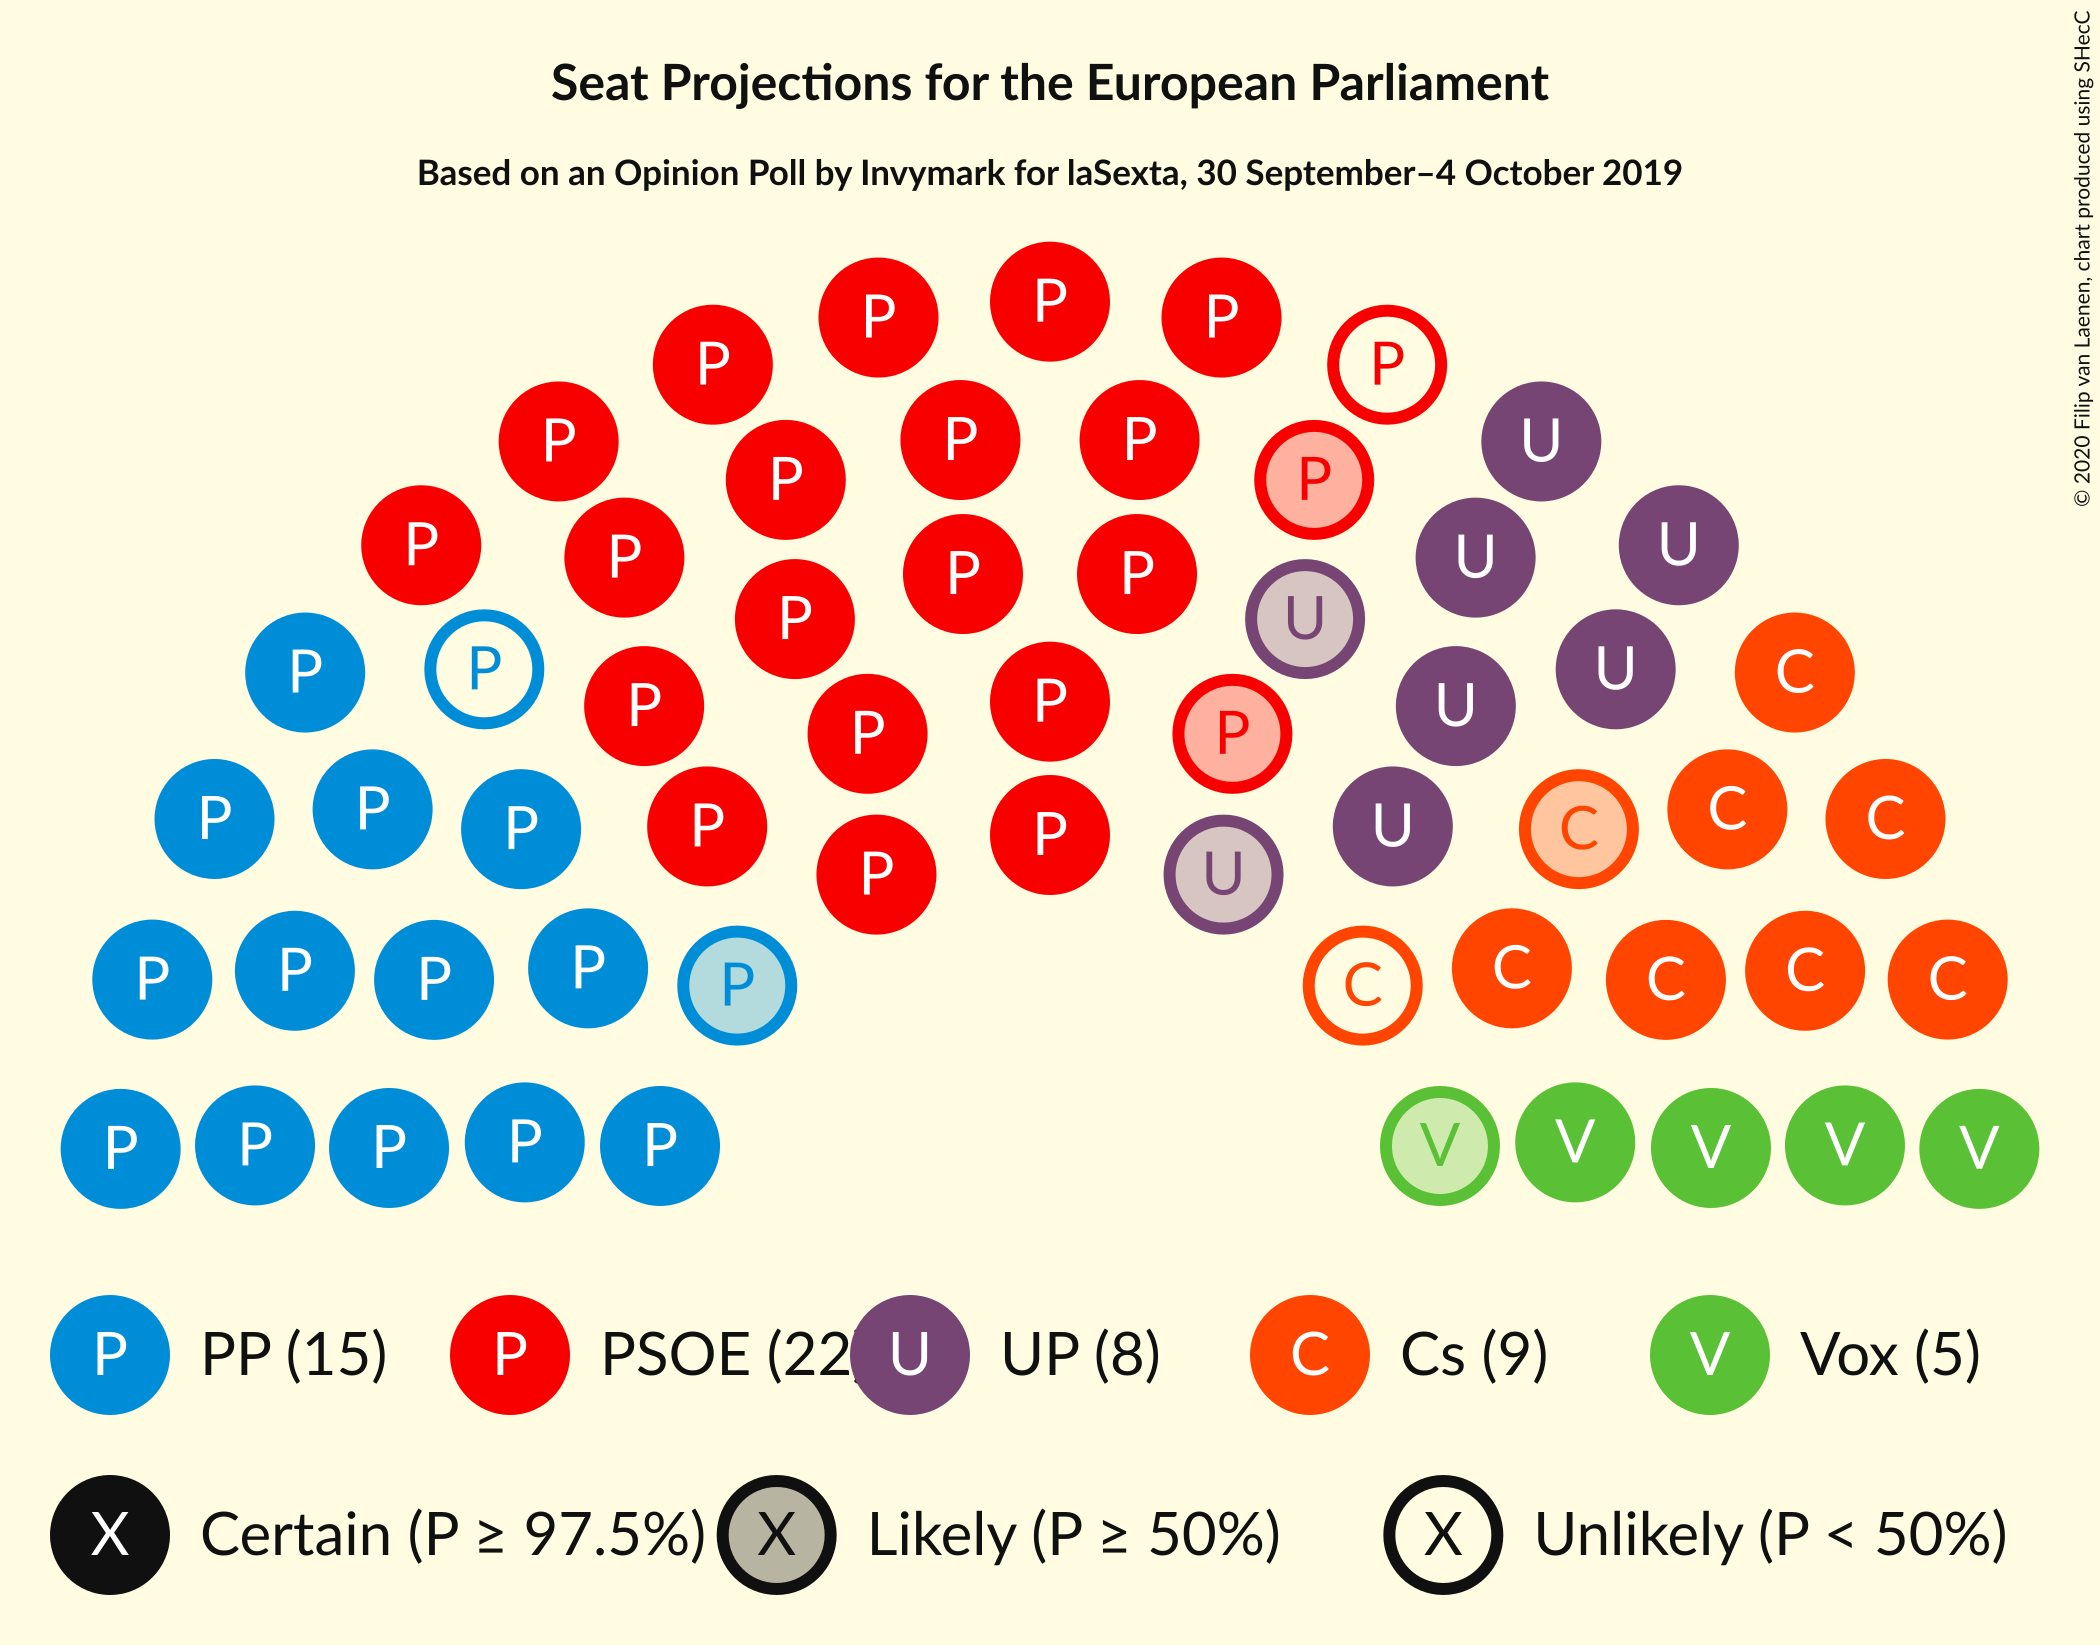 Seat Projections for the European Parliament
Based on an Opinion Poll by Invymark for laSexta, 30 September–4 October 2019
© 2020 Filip van Laenen, chart produced using SHecC
P
P P
P P
P P P
U U
P P
P P
P P
U U
P P P
U
P P
P
U
C
P P
P P
U
P P
P P P
P P
U C
C C
P U
P P P P
P C
C C C C
P P P P P
V V V V V
P PP (15) P PSOE (22 U UP (8) C Cs (9) V Vox (5)
X Certain (P ≥ 97.5%) X Likely (P ≥ 50%) X Unlikely (P < 50%)